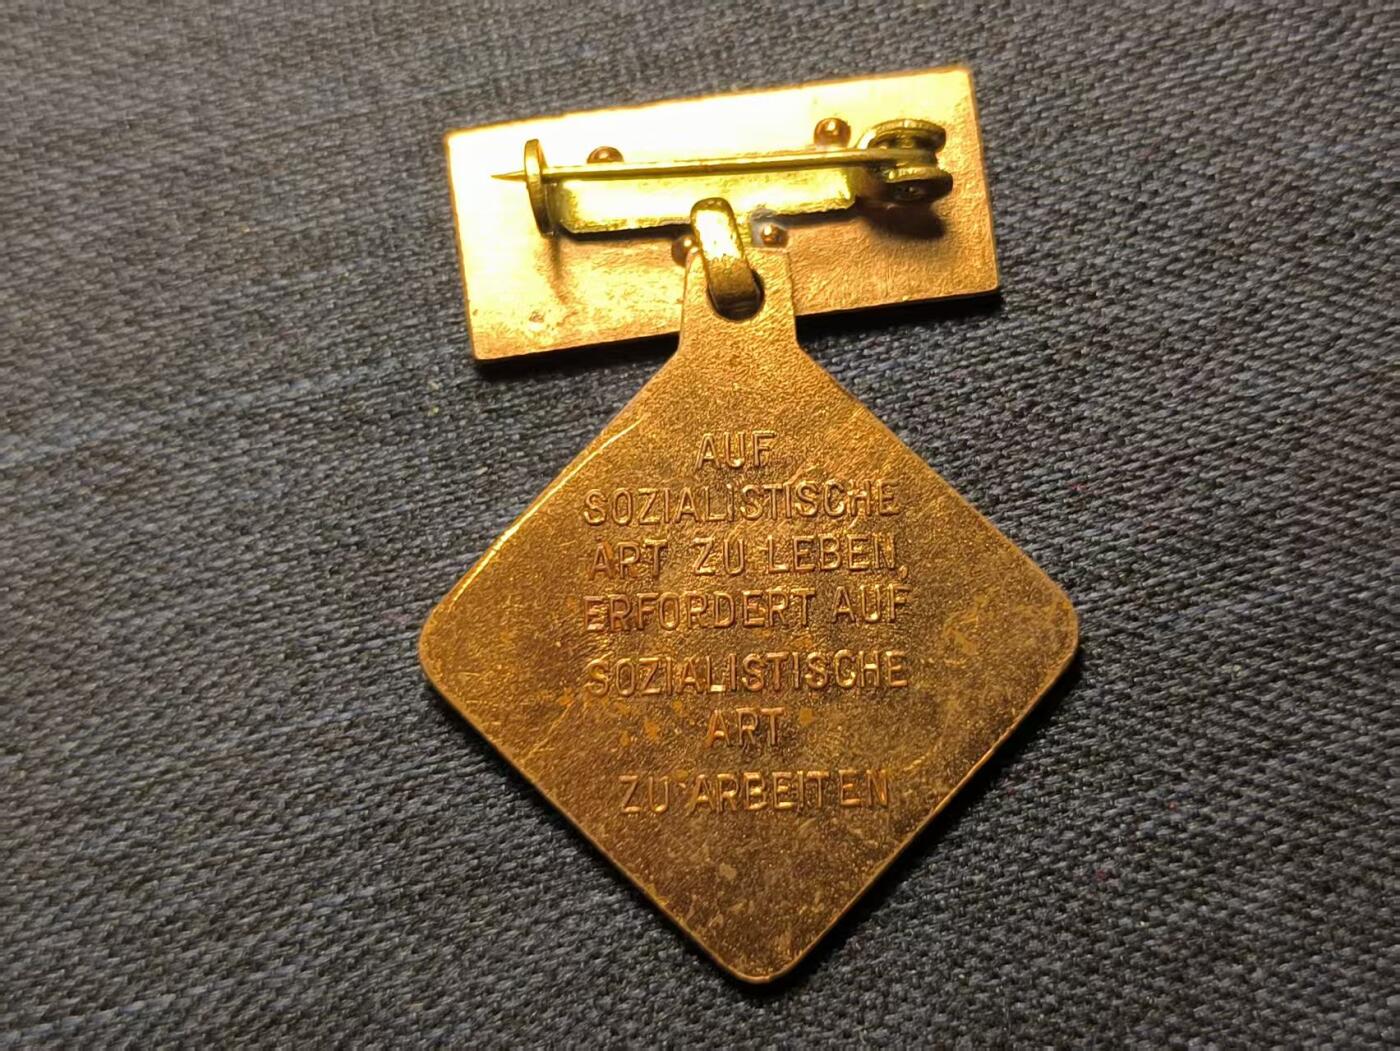 AUF
SOZIALISTISCHE
ART ZU LEBEN,
ERFORDERT AUF
SOZIALISTISCHE
ART
ZU ARBEITEN